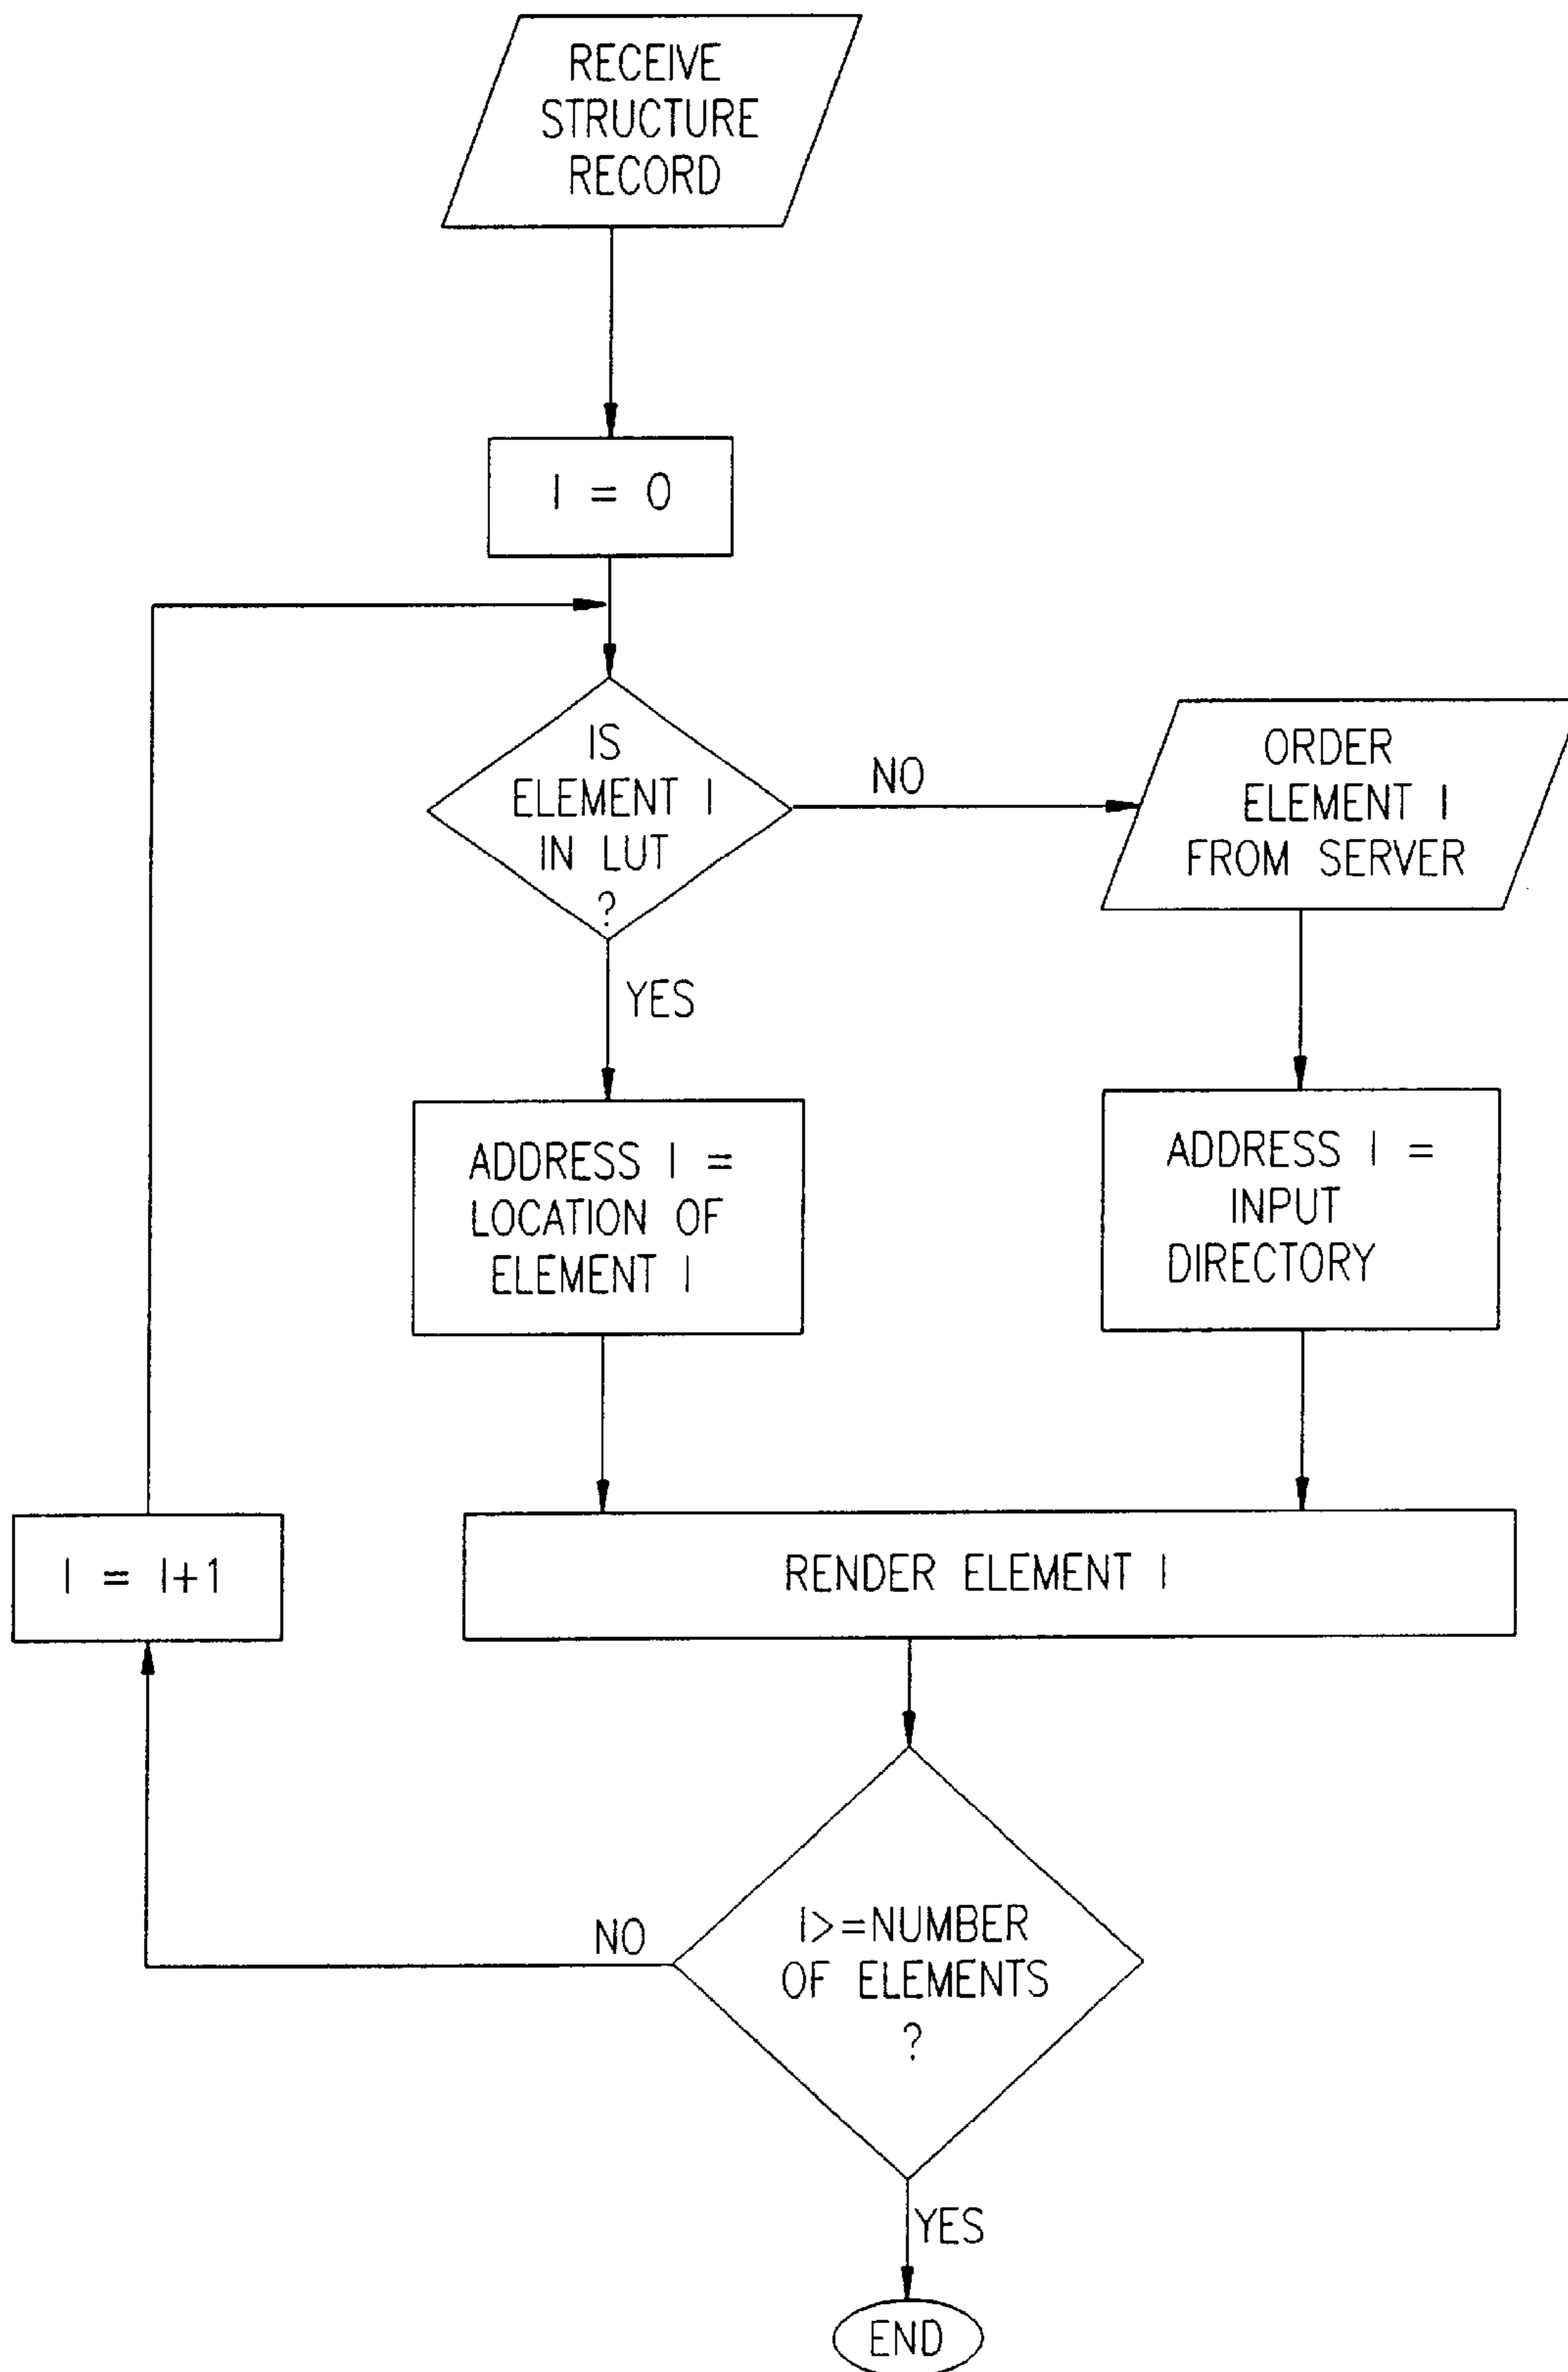 RECEIVE
STRUCTURE
RECORD
I = 0
IS
ELEMENT I
IN LUT
?
NO
ORDER
ELEMENT I
FROM SERVER
YES
ADDRESS I =
LOCATION OF
ELEMENT I
ADDRESS I =
INPUT
DIRECTORY
I = I+1
RENDER ELEMENT I
NO
I>=NUMBER
OF ELEMENTS
?
YES
END